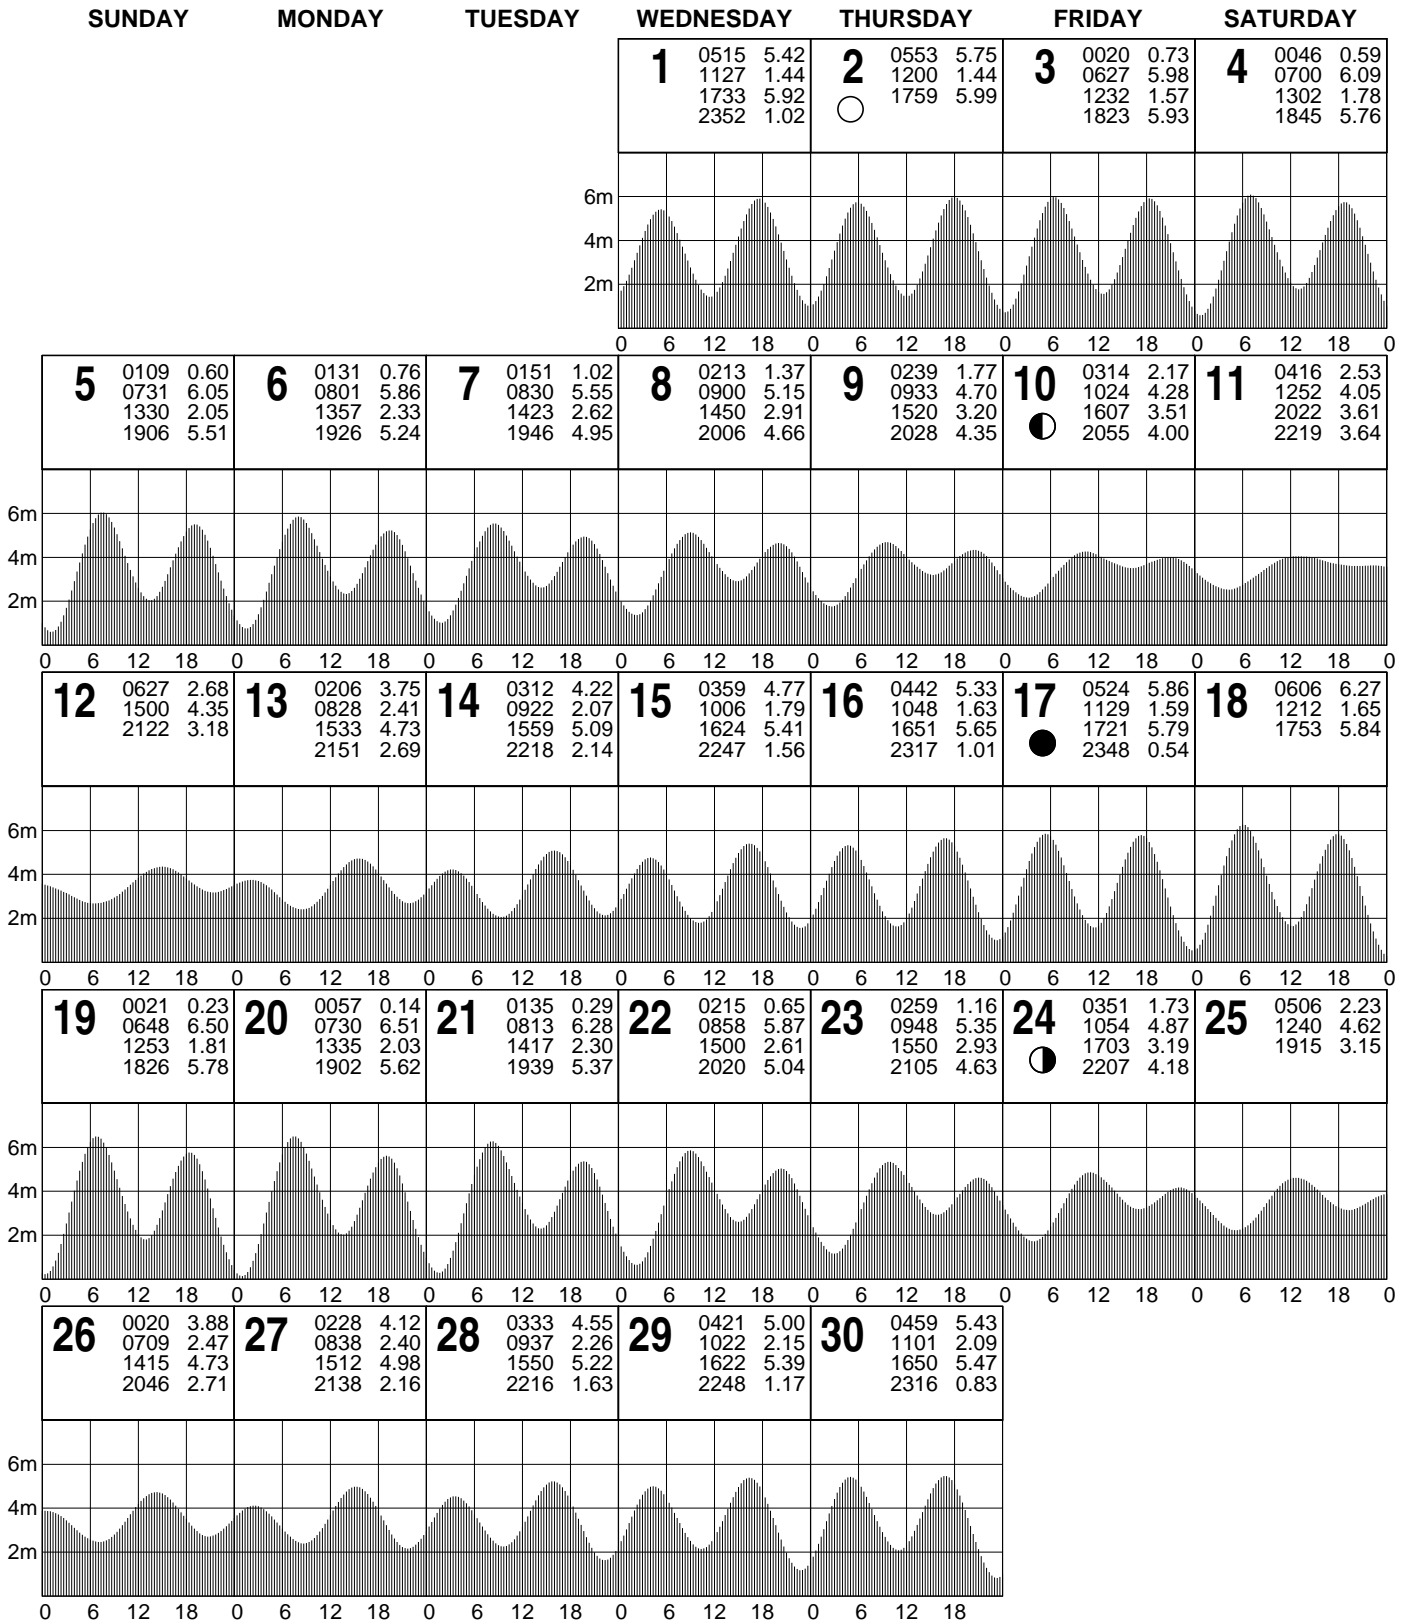 SUNDAY MONDAY TUESDAY WEDNESDAY THURSDAY FRIDAY SATURDAY
1 0515 5.42
1127 1.44
1733 5.92
2352 1.02
2 0553 5.75
1200 1.44
1759 5.99
3 0020 0.73
0627 5.98
1232 1.57
1823 5.93
4 0046 0.59
0700 6.09
1302 1.78
1845 5.76
6m
4m
2m
0 6 12 18 0 6 12 18 0 6 12 18 0 6 12 18 0
5 0109 0.60
0731 6.05
1330 2.05
1906 5.51
6 0131 0.76
0801 5.86
1357 2.33
1926 5.24
7 0151 1.02
0830 5.55
1423 2.62
1946 4.95
8 0213 1.37
0900 5.15
1450 2.91
2006 4.66
9 0239 1.77
0933 4.70
1520 3.20
2028 4.35
10 0314 2.17
1024 4.28
1607 3.51
2055 4.00
11 0416 2.53
1252 4.05
2022 3.61
2219 3.64
6m
4m
2m
0 6 12 18 0 6 12 18 0 6 12 18 0 6 12 18 0 6 12 18 0 6 12 18 0 6 12 18 0
12 0627 2.68
1500 4.35
2122 3.18
13 0206 3.75
0828 2.41
1533 4.73
2151 2.69
14 0312 4.22
0922 2.07
1559 5.09
2218 2.14
15 0359 4.77
1006 1.79
1624 5.41
2247 1.56
16 0442 5.33
1048 1.63
1651 5.65
2317 1.01
17 0524 5.86
1129 1.59
1721 5.79
2348 0.54
18 0606 6.27
1212 1.65
1753 5.84
6m
4m
2m
0 6 12 18 0 6 12 18 0 6 12 18 0 6 12 18 0 6 12 18 0 6 12 18 0 6 12 18 0
19 0021 0.23
0648 6.50
1253 1.81
1826 5.78
20 0057 0.14
0730 6.51
1335 2.03
1902 5.62
21 0135 0.29
0813 6.28
1417 2.30
1939 5.37
22 0215 0.65
0858 5.87
1500 2.61
2020 5.04
23 0259 1.16
0948 5.35
1550 2.93
2105 4.63
24 0351 1.73
1054 4.87
1703 3.19
2207 4.18
25 0506 2.23
1240 4.62
1915 3.15
6m
4m
2m
0 6 12 18 0 6 12 18 0 6 12 18 0 6 12 18 0 6 12 18 0 6 12 18 0 6 12 18 0
26 0020 3.88
0709 2.47
1415 4.73
2046 2.71
27 0228 4.12
0838 2.40
1512 4.98
2138 2.16
28 0333 4.55
0937 2.26
1550 5.22
2216 1.63
29 0421 5.00
1022 2.15
1622 5.39
2248 1.17
30 0459 5.43
1101 2.09
1650 5.47
2316 0.83
6m
4m
2m
0 6 12 18 0 6 12 18 0 6 12 18 0 6 12 18 0 6 12 18